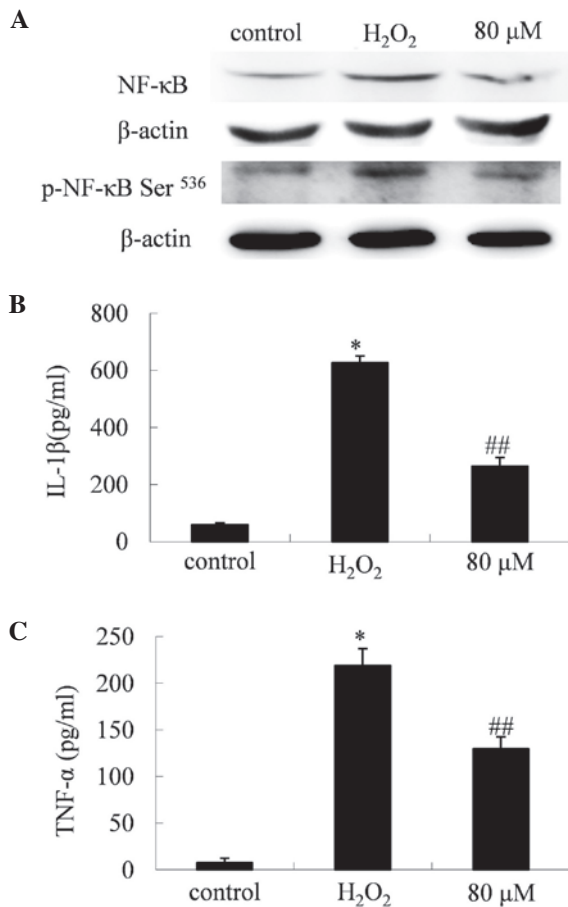 A
control H₂O₂ 80 μM
NF-κB
β-actin
p-NF-κB Ser ⁵³⁶
β-actin
B
IL-1β(pg/ml)
800
600
400
200
0
*
##
control H₂O₂ 80 μM
C
TNF-α (pg/ml)
250
200
150
100
50
0
*
##
control H₂O₂ 80 μM